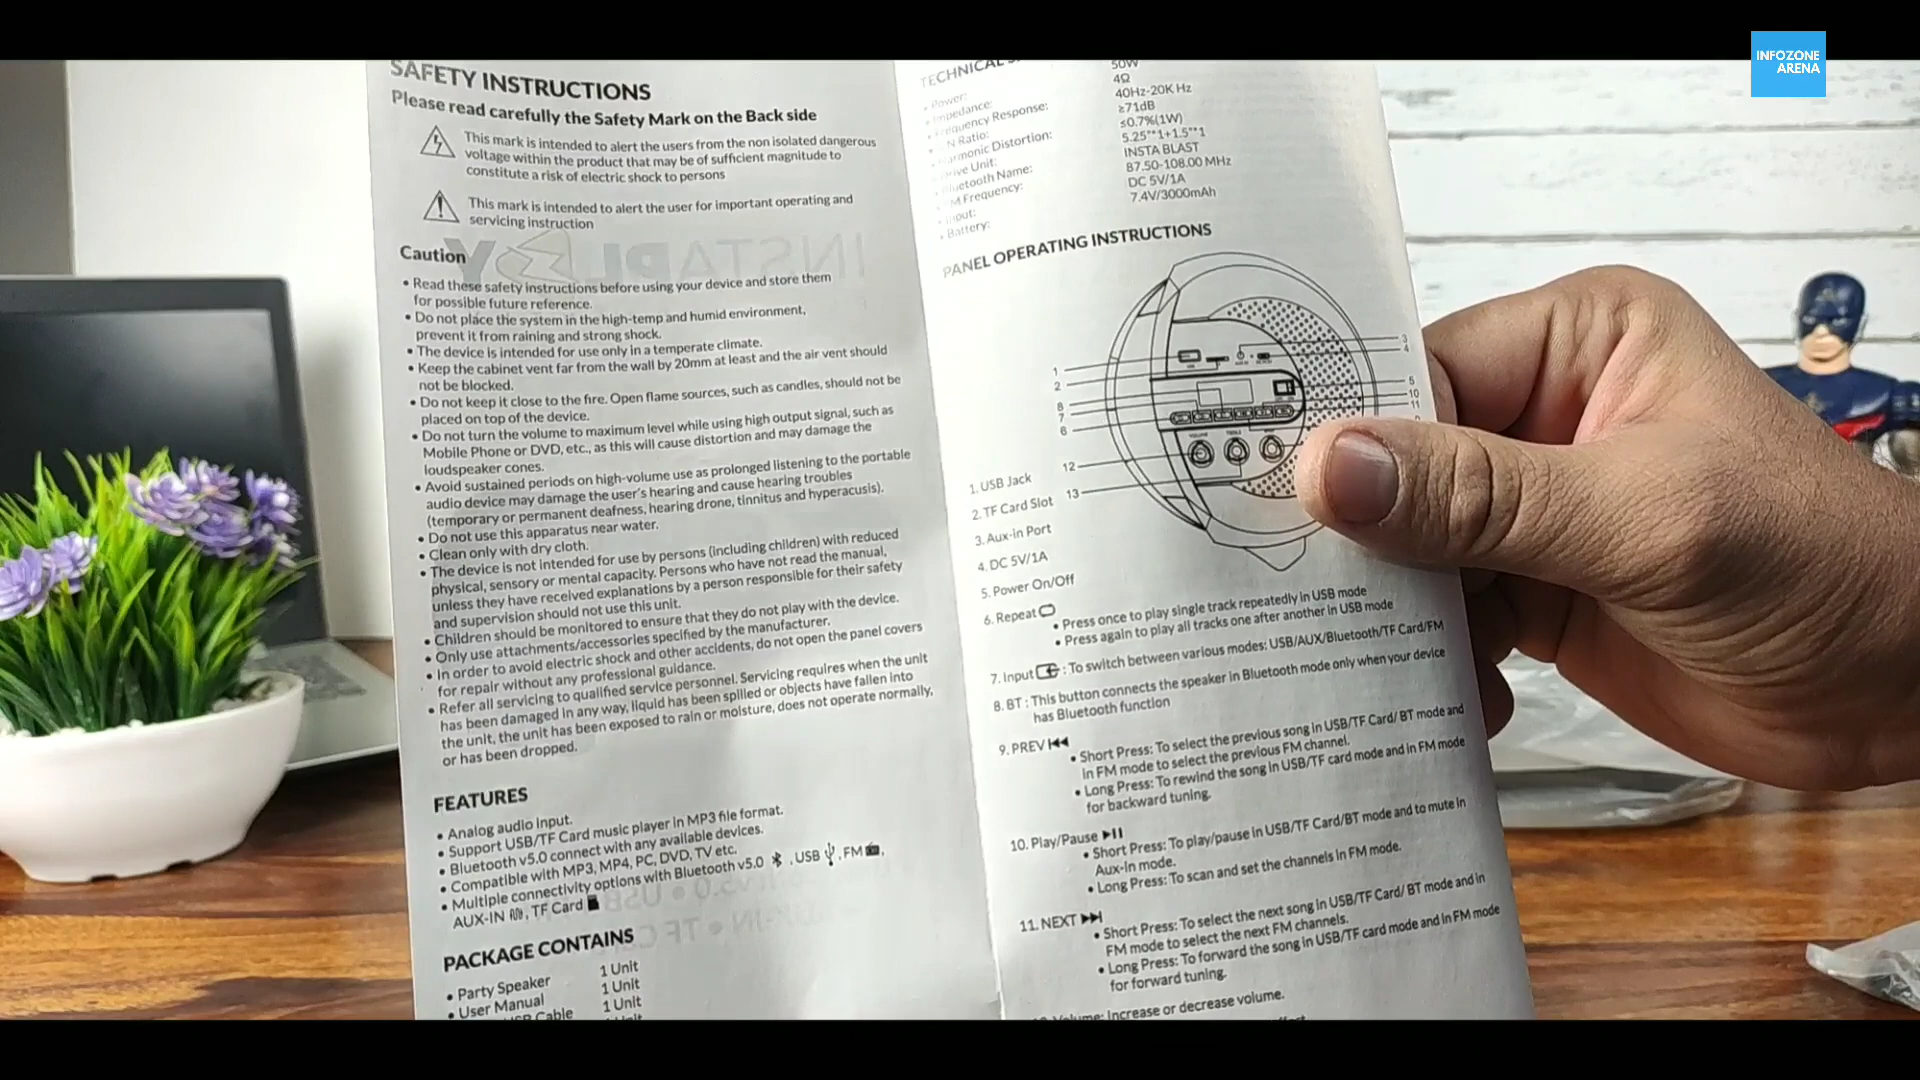 INFOZONE
ARENA
SAFETY INSTRUCTIONS
Please read carefully the Safety Mark on the Back side
This mark is intended to alert the users from the non isolated dangerous
voltage within the product that may be of sufficient magnitude to
constitute a risk of electric shock to persons
This mark is intended to alert the user for important operating and
servicing instruction
Caution
• Read these safety instructions before using your device and store them
for possible future reference.
• Do not place the system in the high-temp and humid environment,
prevent it from raining and strong shock.
• The device is intended for use only in a temperate climate.
• Keep the cabinet vent far from the wall by 20mm at least and the air vent should
not be blocked.
• Do not keep it close to the fire. Open flame sources, such as candles, should not be
placed on top of the device.
• Do not turn the volume to maximum level while using high output signal, such as
Mobile Phone or DVD, etc., as this will cause distortion and may damage the
loudspeaker cones.
• Avoid sustained periods on high-volume use as prolonged listening to the portable
audio device may damage the user's hearing and cause hearing troubles
(temporary or permanent deafness, hearing drone, tinnitus and hyperacusis).
• Do not use this apparatus near water.
• Clean only with dry cloth.
• The device is not intended for use by persons (including children) with reduced
physical, sensory or mental capacity. Persons who have not read the manual,
unless they have received explanations by a person responsible for their safety
and supervision should not use this unit.
• Children should be monitored to ensure that they do not play with the device.
• Only use attachments/accessories specified by the manufacturer.
• In order to avoid electric shock and other accidents, do not open the panel covers
for repair without any professional guidance.
• Refer all servicing to qualified service personnel. Servicing requires when the unit
has been damaged in any way, liquid has been spilled or objects have fallen into
the unit, the unit has been exposed to rain or moisture, does not operate normally,
or has been dropped.
FEATURES
• Analog audio input.
• Support USB/TF Card music player in MP3 file format.
• Bluetooth v5.0 connect with any available devices.
• Compatible with MP3, MP4, PC, DVD, TV etc.
• Multiple connectivity options with Bluetooth v5.0 , USB , FM ,
AUX-IN , TF Card
PACKAGE CONTAINS
• Party Speaker 1 Unit
• User Manual 1 Unit
Cable 1 Unit
TECHNICAL
• Power: 50W
• Impedance: 4Ω
Frequency Response: 40Hz-20K Hz
N Ratio: ≥71dB
Harmonic Distortion: ≤0.7%(1W)
Drive Unit: 5.25""1+1.5""1
Bluetooth Name: INSTA BLAST
FM Frequency: 87.50-108.00 MHz
• Input: DC 5V/1A
• Battery: 7.4V/3000mAh
PANEL OPERATING INSTRUCTIONS
1
2
8
7
6
12
13
3
4
5
10
11
1. USB Jack
2. TF Card Slot
3. Aux-in Port
4. DC 5V/1A
5. Power On/Off
6. Repeat • Press once to play single track repeatedly in USB mode
• Press again to play all tracks one after another in USB mode
7. Input : To switch between various modes: USB/AUX/Bluetooth/TF Card/FM
8. BT : This button connects the speaker in Bluetooth mode only when your device
has Bluetooth function
9. PREV • Short Press: To select the previous song in USB/TF Card/ BT mode and
in FM mode to select the previous FM channel.
• Long Press: To rewind the song in USB/TF card mode and in FM mode
for backward tuning.
10. Play/Pause
• Short Press: To play/pause in USB/TF Card/BT mode and to mute in
Aux-In mode.
• Long Press: To scan and set the channels in FM mode.
11. NEXT
• Short Press: To select the next song in USB/TF Card/ BT mode and in
FM mode to select the next FM channels.
• Long Press: To forward the song in USB/TF card mode and in FM mode
for forward tuning.
Volume: Increase or decrease volume.